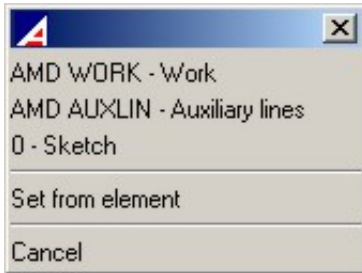 AMD WORK - Work
AMD AUXLIN - Auxiliary lines
0 - Sketch
Set from element
Cancel